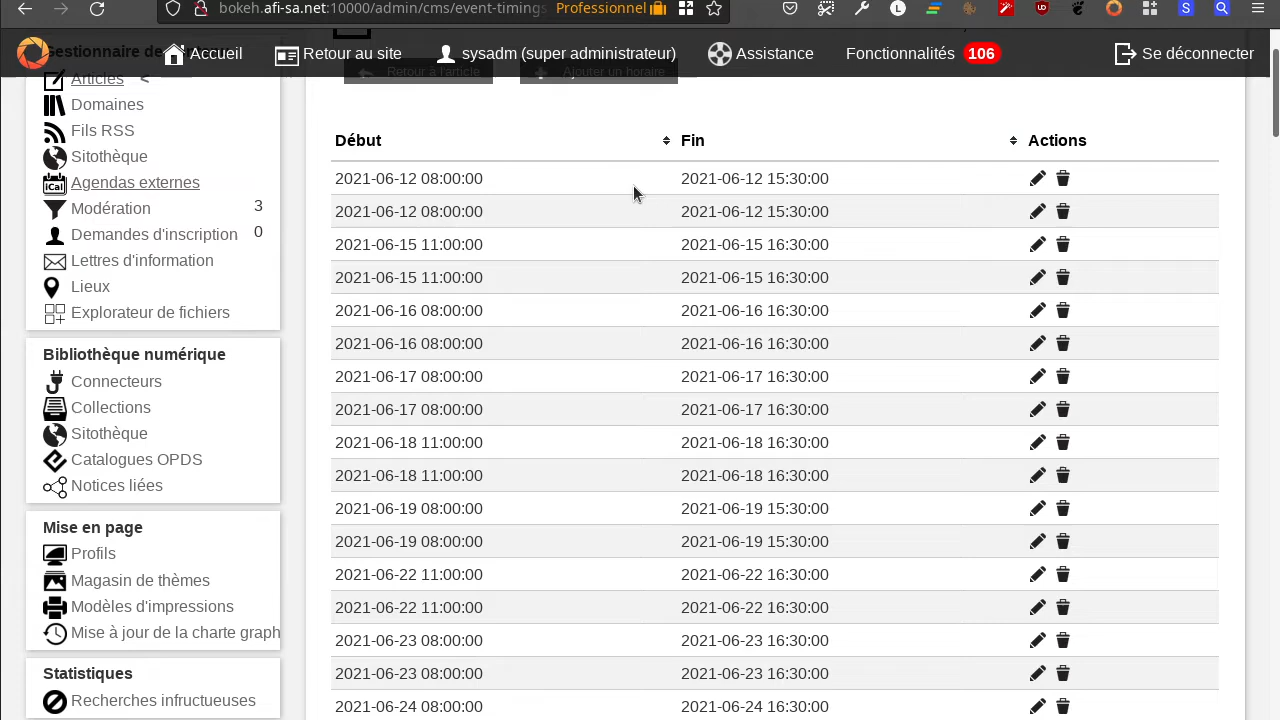 bokeh.afi-sa.net:10000/admin/cms/event-timings
Professionnel
Accueil
Retour au site
sysadm (super administrateur)
Assistance
Fonctionnalités 106
Se déconnecter
Articles <
Domaines
Fils RSS
Sitothèque
iCal Agendas externes
Modération 3
Demandes d'inscription 0
Lettres d'information
Lieux
Explorateur de fichiers
Bibliothèque numérique
Connecteurs
Collections
Sitothèque
Catalogues OPDS
Notices liées
Mise en page
Profils
Magasin de thèmes
Modèles d'impressions
Mise à jour de la charte graph
Statistiques
Recherches infructueuses
Retour à l'article
Ajouter un horaire
Début Fin Actions
2021-06-12 08:00:00 2021-06-12 15:30:00
2021-06-12 08:00:00 2021-06-12 15:30:00
2021-06-15 11:00:00 2021-06-15 16:30:00
2021-06-15 11:00:00 2021-06-15 16:30:00
2021-06-16 08:00:00 2021-06-16 16:30:00
2021-06-16 08:00:00 2021-06-16 16:30:00
2021-06-17 08:00:00 2021-06-17 16:30:00
2021-06-17 08:00:00 2021-06-17 16:30:00
2021-06-18 11:00:00 2021-06-18 16:30:00
2021-06-18 11:00:00 2021-06-18 16:30:00
2021-06-19 08:00:00 2021-06-19 15:30:00
2021-06-19 08:00:00 2021-06-19 15:30:00
2021-06-22 11:00:00 2021-06-22 16:30:00
2021-06-22 11:00:00 2021-06-22 16:30:00
2021-06-23 08:00:00 2021-06-23 16:30:00
2021-06-23 08:00:00 2021-06-23 16:30:00
2021-06-24 08:00:00 2021-06-24 16:30:00